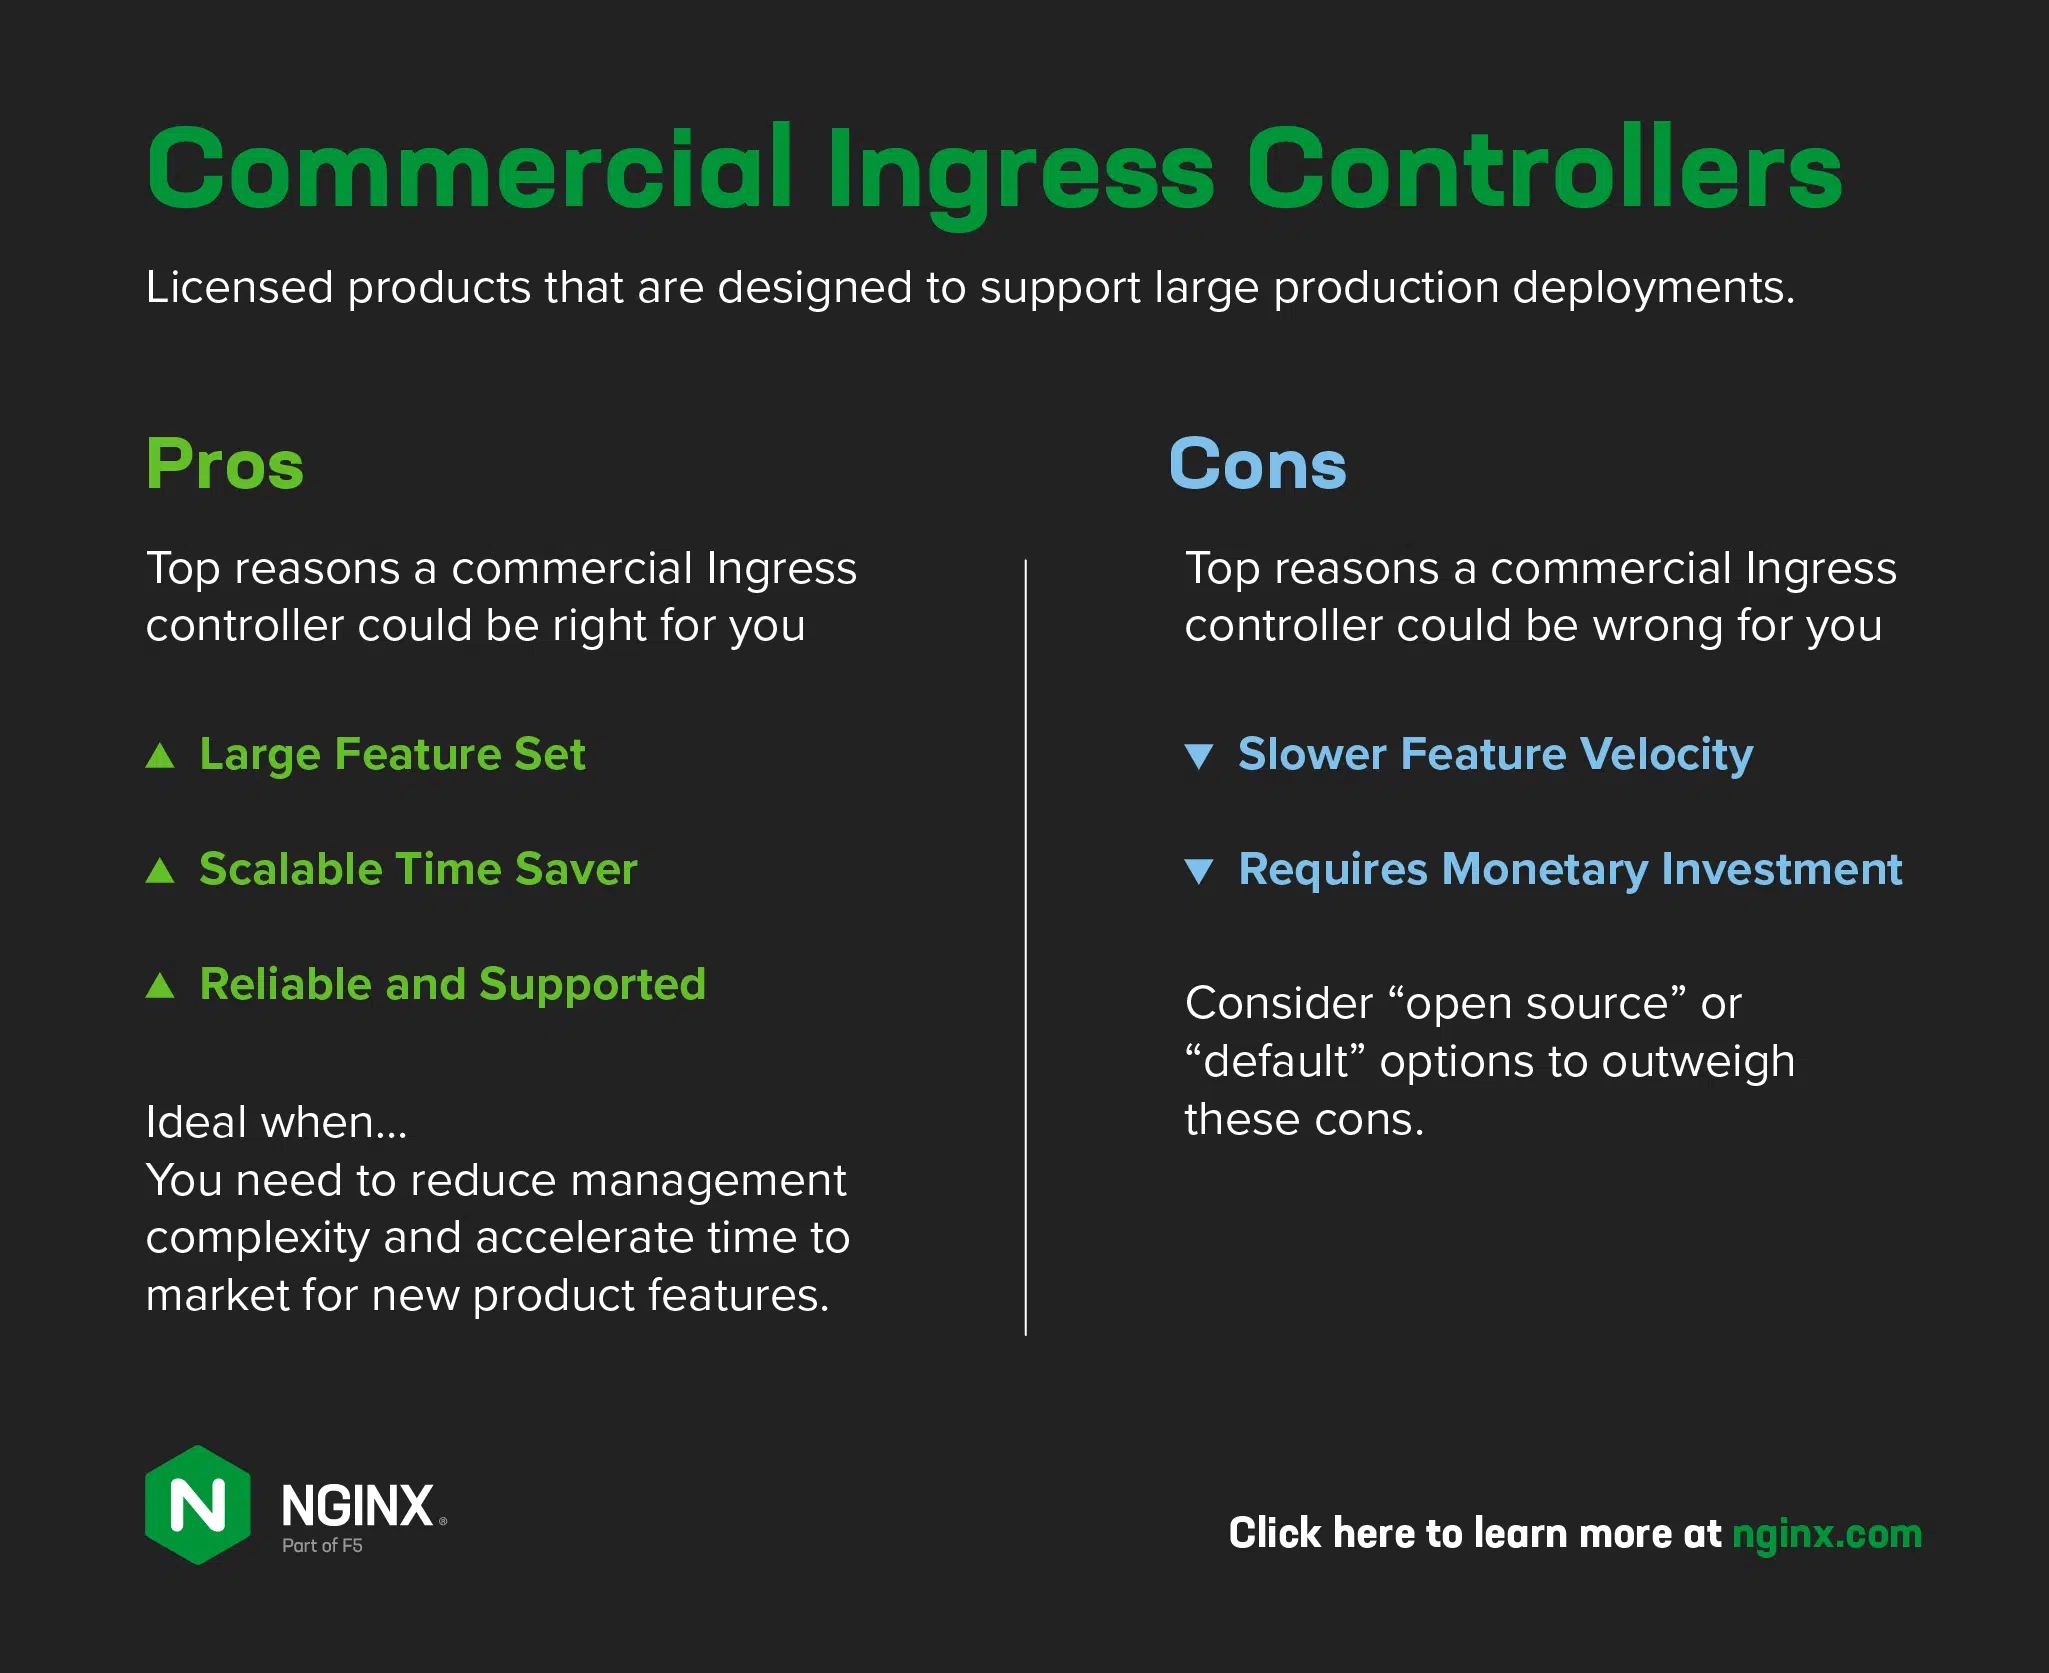 Commercial Ingress Controllers
Licensed products that are designed to support large production deployments.
Pros
Top reasons a commercial Ingress
controller could be right for you
▲ Large Feature Set
▲ Scalable Time Saver
▲ Reliable and Supported
Ideal when...
You need to reduce management
complexity and accelerate time to
market for new product features.
Cons
Top reasons a commercial Ingress
controller could be wrong for you
▼ Slower Feature Velocity
▼ Requires Monetary Investment
Consider “open source” or
“default” options to outweigh
these cons.
N
NGINX®
Part of F5
Click here to learn more at nginx.com